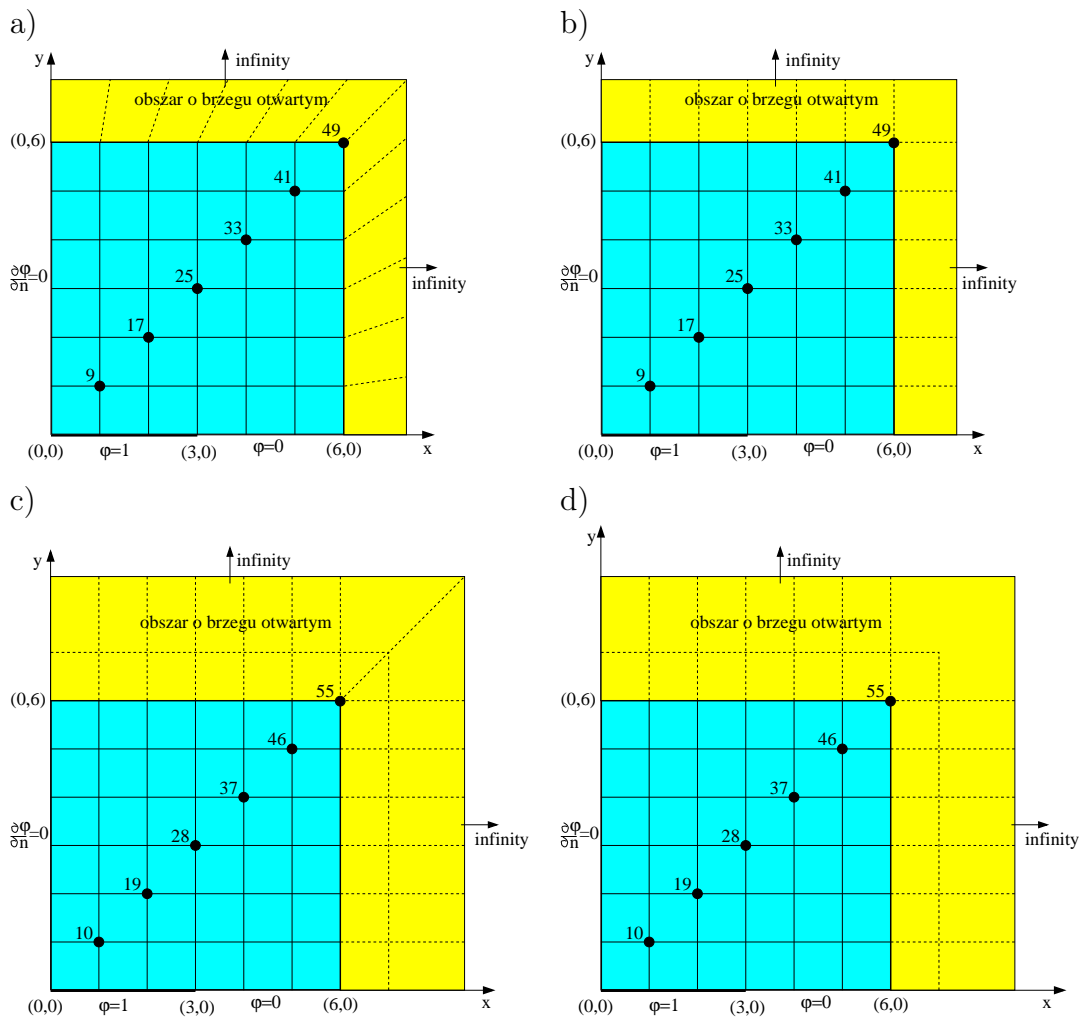 a)
y
infinity
obszar o brzegu otwartym
(0,6)
49
41
33
∂φ/∂n=0
25
infinity
17
9
(0,0)
φ=1
(3,0)
φ=0
(6,0)
x
b)
y
infinity
obszar o brzegu otwartym
(0,6)
49
41
33
∂φ/∂n=0
25
infinity
17
9
(0,0)
φ=1
(3,0)
φ=0
(6,0)
x
c)
y
infinity
obszar o brzegu otwartym
(0,6)
55
46
37
∂φ/∂n=0
28
infinity
19
10
(0,0)
φ=1
(3,0)
φ=0
(6,0)
x
d)
y
infinity
obszar o brzegu otwartym
(0,6)
55
46
37
∂φ/∂n=0
28
infinity
19
10
(0,0)
φ=1
(3,0)
φ=0
(6,0)
x